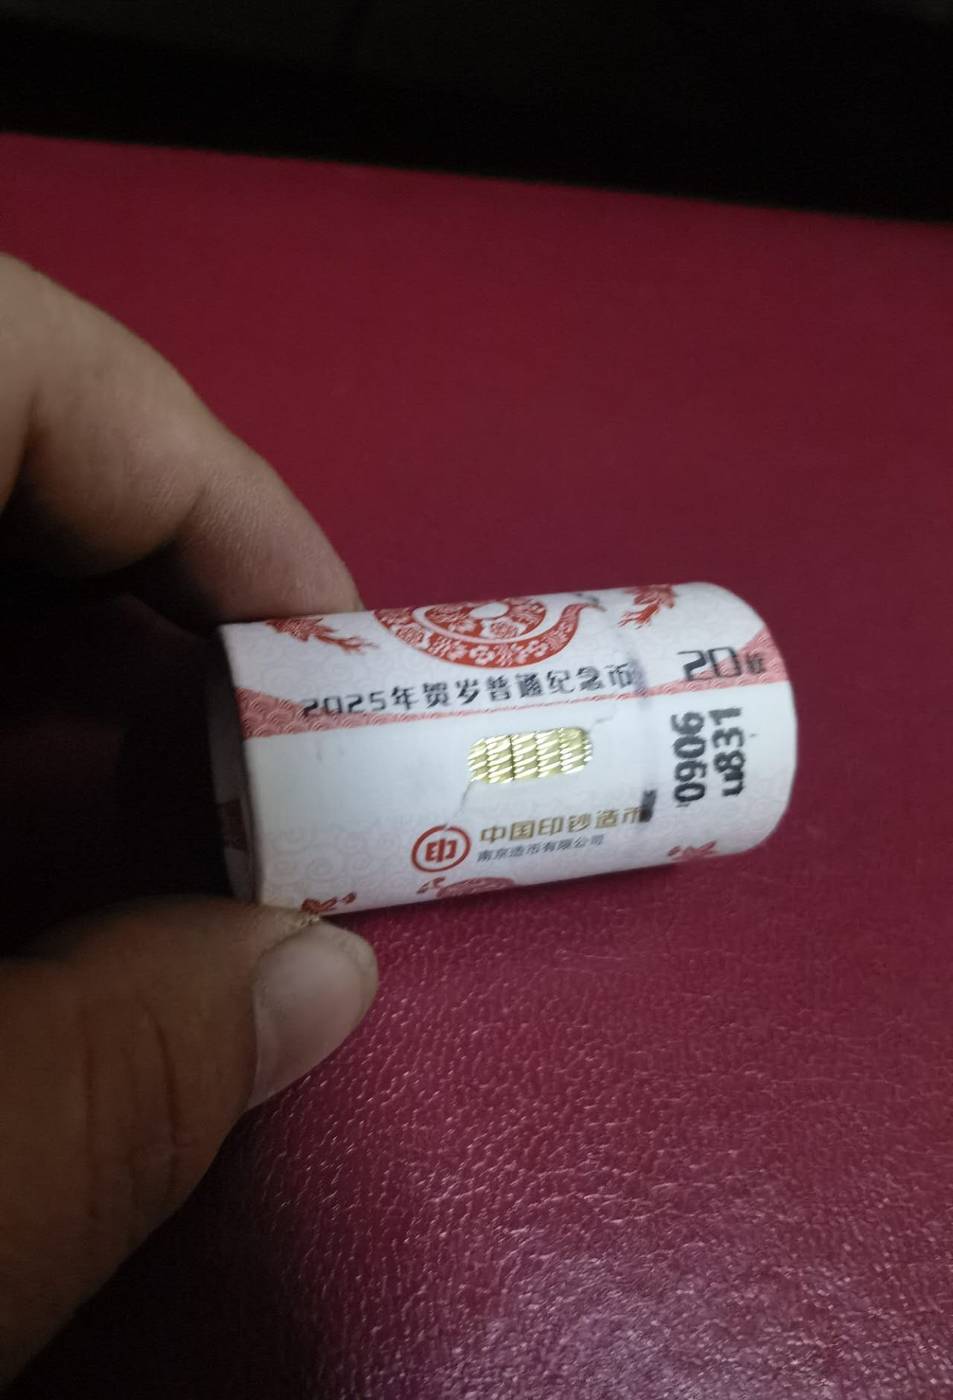 2025年贺岁普通纪念币
20枚
0906
u831
印
中国印钞造币
南京造币有限公司